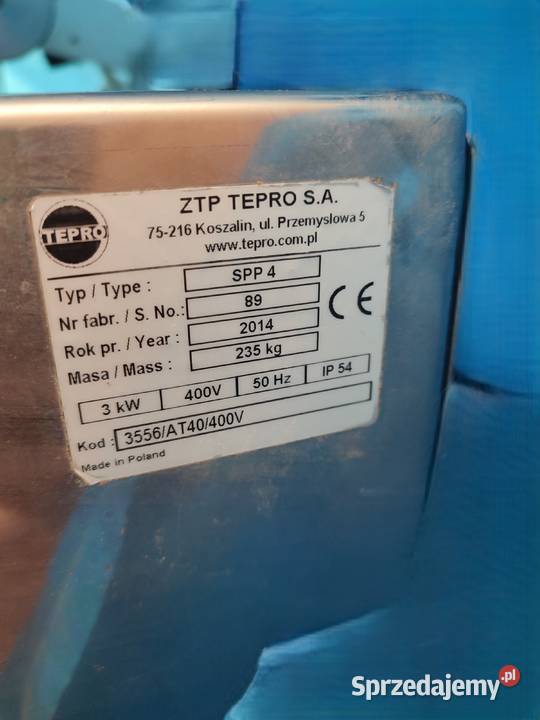 TEPRO
ZTP TEPRO S.A.
75-216 Koszalin, ul. Przemysłowa 5
www.tepro.com.pl
Typ / Type : SPP 4
Nr fabr. / S. No.: 89
Rok pr. / Year : 2014
Masa / Mass : 235 kg
3 kW 400V 50 Hz IP 54
Kod : 3556/AT40/400V
Made in Poland
CE
Sprzedajemy.pl